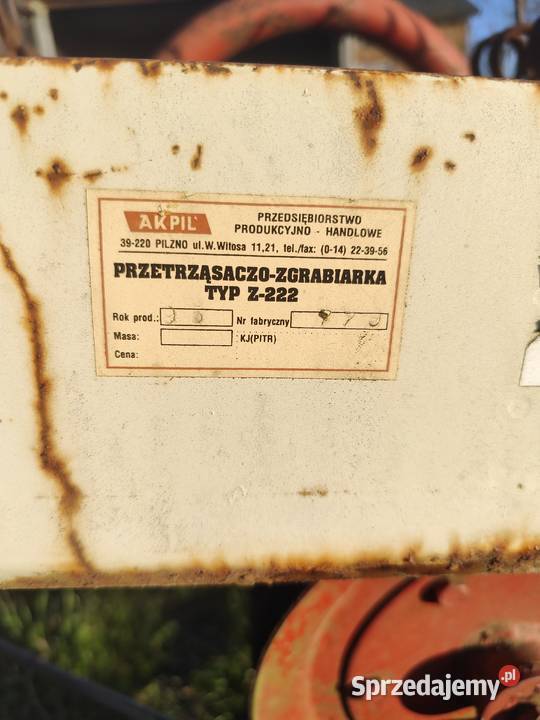 AKPIL
PRZEDSIĘBIORSTWO
PRODUKCYJNO - HANDLOWE
39-220 PILZNO ul.W.Witosa 11,21, tel./fax: (0-14) 22-39-56
PRZETRZĄSACZO-ZGRABIARKA
TYP Z-222
Rok prod.: Nr fabryczny
Masa: KJ(PITR)
Cena:
Sprzedajemy.pl